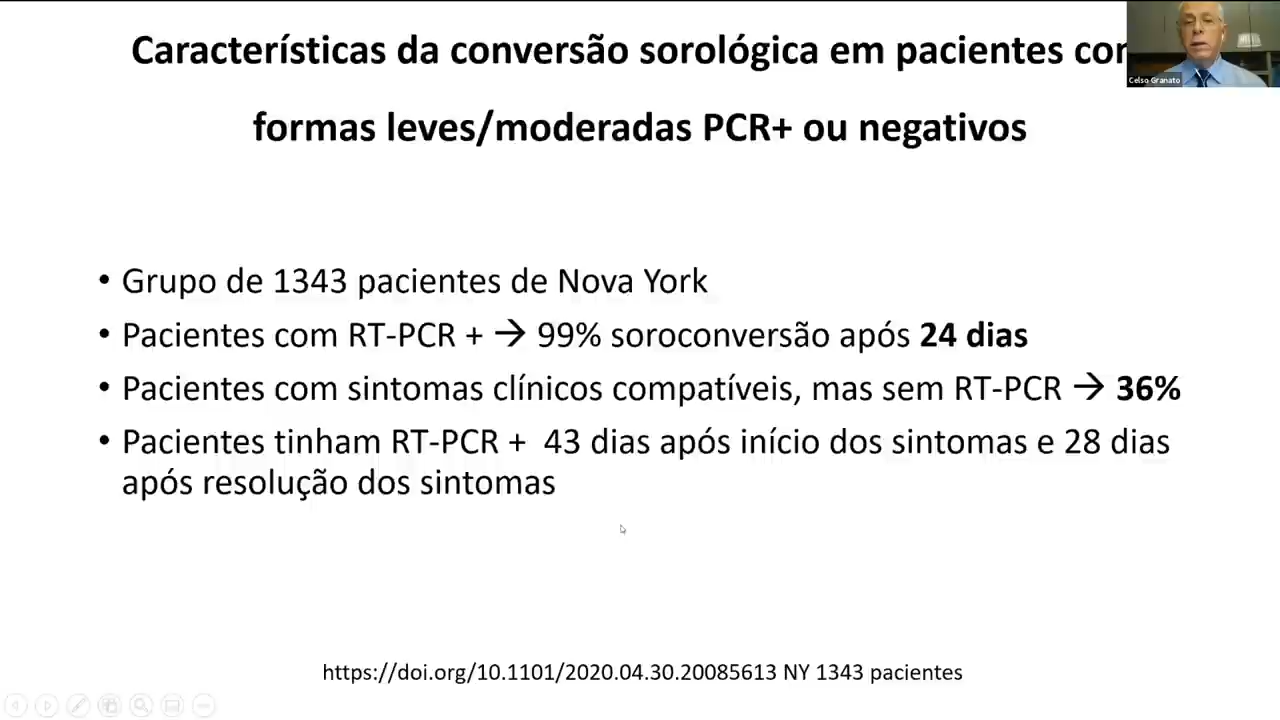 Características da conversão sorológica em pacientes
formas leves/moderadas PCR+ ou negativos
Celso Granato
• Grupo de 1343 pacientes de Nova York
• Pacientes com RT-PCR + → 99% soroconversão após 24 dias
• Pacientes com sintomas clínicos compatíveis, mas sem RT-PCR → 36%
• Pacientes tinham RT-PCR + 43 dias após início dos sintomas e 28 dias
após resolução dos sintomas
https://doi.org/10.1101/2020.04.30.20085613 NY 1343 pacientes